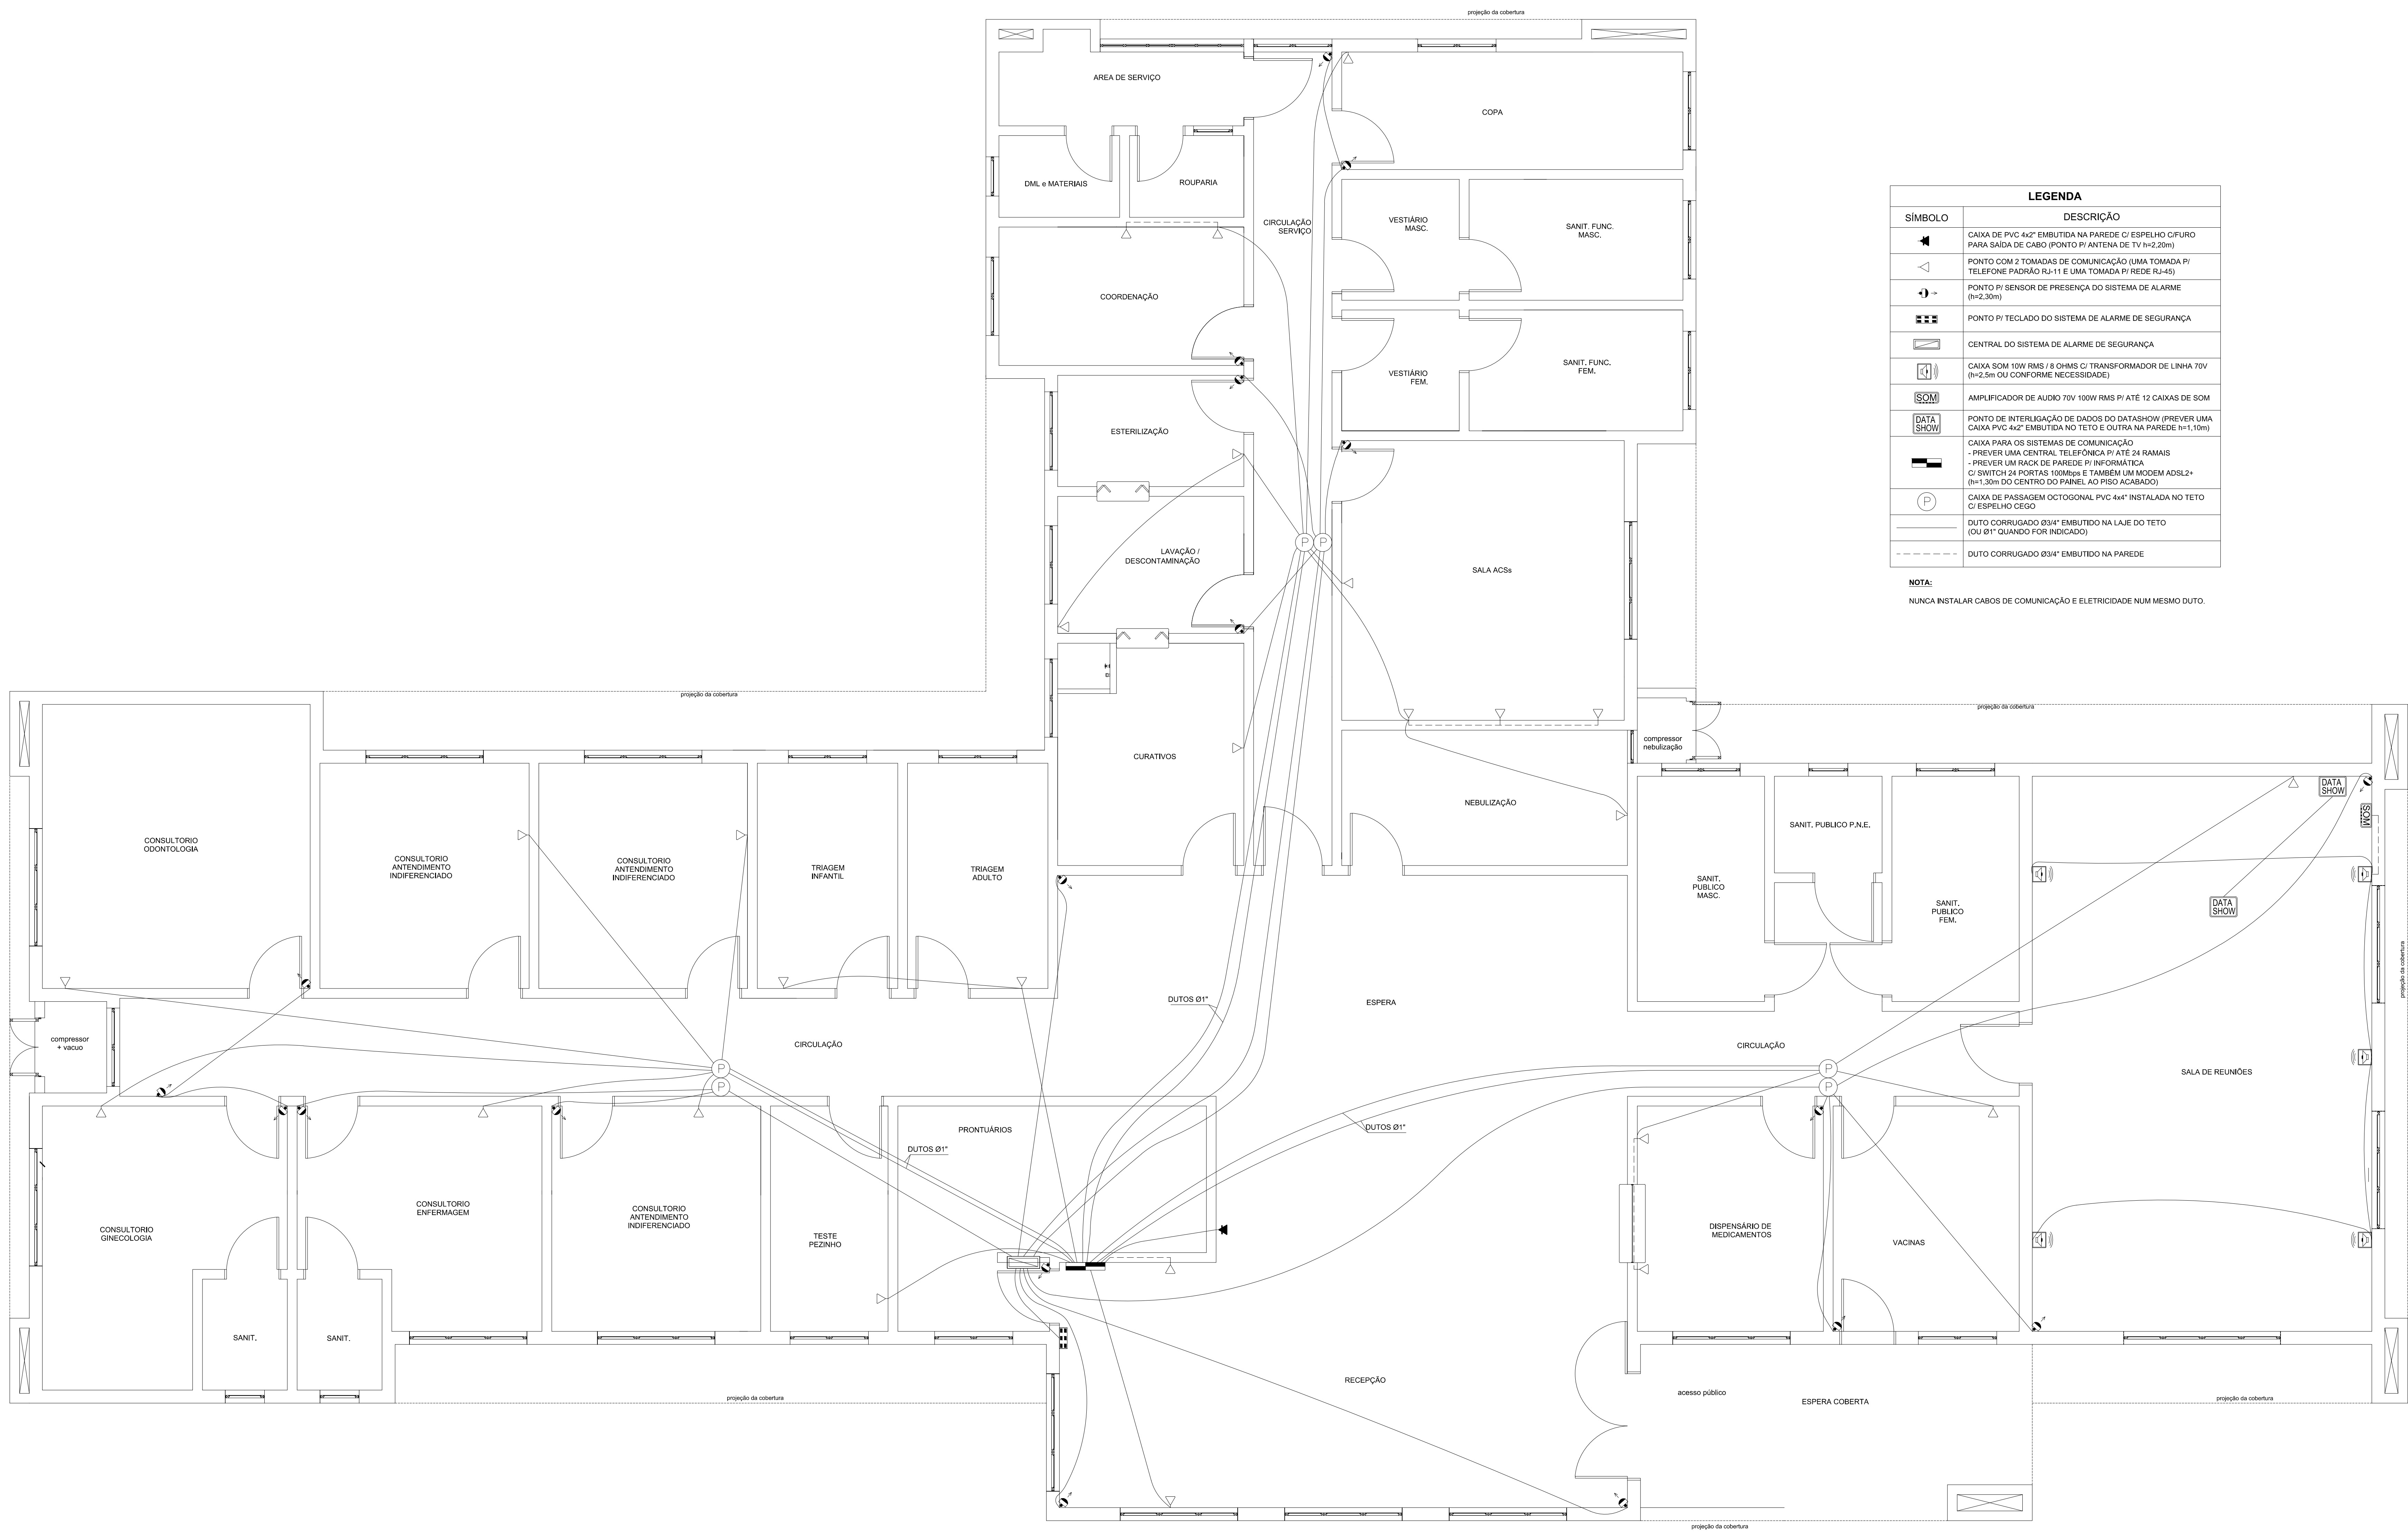 projeção da cobertura
AREA DE SERVIÇO
COPA
DML e MATERIAIS
ROUPARIA
CIRCULAÇÃO
SERVIÇO
VESTIÁRIO
MASC.
SANIT. FUNC.
MASC.
COORDENAÇÃO
VESTIÁRIO
FEM.
SANIT. FUNC.
FEM.
ESTERILIZAÇÃO
LAVAÇÃO /
DESCONTAMINAÇÃO
P
P
SALA ACSs
LEGENDA
SÍMBOLO
DESCRIÇÃO
CAIXA DE PVC 4x2" EMBUTIDA NA PAREDE C/ ESPELHO C/FURO
PARA SAÍDA DE CABO (PONTO P/ ANTENA DE TV h=2,20m)
PONTO COM 2 TOMADAS DE COMUNICAÇÃO (UMA TOMADA P/
TELEFONE PADRÃO RJ-11 E UMA TOMADA P/ REDE RJ-45)
PONTO P/ SENSOR DE PRESENÇA DO SISTEMA DE ALARME
(h=2,30m)
PONTO P/ TECLADO DO SISTEMA DE ALARME DE SEGURANÇA
CENTRAL DO SISTEMA DE ALARME DE SEGURANÇA
CAIXA SOM 10W RMS / 8 OHMS C/ TRANSFORMADOR DE LINHA 70V
(h=2,5m OU CONFORME NECESSIDADE)
SOM
AMPLIFICADOR DE AUDIO 70V 100W RMS P/ ATÉ 12 CAIXAS DE SOM
DATA
SHOW
PONTO DE INTERLIGAÇÃO DE DADOS DO DATASHOW (PREVER UMA
CAIXA PVC 4x2" EMBUTIDA NO TETO E OUTRA NA PAREDE h=1,10m)
CAIXA PARA OS SISTEMAS DE COMUNICAÇÃO
- PREVER UMA CENTRAL TELEFÔNICA P/ ATÉ 24 RAMAIS
- PREVER UM RACK DE PAREDE P/ INFORMÁTICA
C/ SWITCH 24 PORTAS 100Mbps E TAMBÉM UM MODEM ADSL2+
(h=1,30m DO CENTRO DO PAINEL AO PISO ACABADO)
P
CAIXA DE PASSAGEM OCTOGONAL PVC 4x4" INSTALADA NO TETO
C/ ESPELHO CEGO
DUTO CORRUGADO Ø3/4" EMBUTIDO NA LAJE DO TETO
(OU Ø1" QUANDO FOR INDICADO)
DUTO CORRUGADO Ø3/4" EMBUTIDO NA PAREDE
NOTA:
NUNCA INSTALAR CABOS DE COMUNICAÇÃO E ELETRICIDADE NUM MESMO DUTO.
projeção da cobertura
projeção da cobertura
compressor
nebulização
CURATIVOS
NEBULIZAÇÃO
CONSULTORIO
ODONTOLOGIA
CONSULTORIO
ANTENDIMENTO
INDIFERENCIADO
CONSULTORIO
ANTENDIMENTO
INDIFERENCIADO
TRIAGEM
INFANTIL
TRIAGEM
ADULTO
SANIT. PUBLICO P.N.E.
SANIT.
PUBLICO
MASC.
SANIT.
PUBLICO
FEM.
DATA
SHOW
SOM
DATA
SHOW
projeção da cobertura
DUTOS Ø1"
ESPERA
compressor
+ vacuo
CIRCULAÇÃO
CIRCULAÇÃO
P
P
P
P
SALA DE REUNIÕES
PRONTUÁRIOS
DUTOS Ø1"
DUTOS Ø1"
CONSULTORIO
GINECOLOGIA
CONSULTORIO
ENFERMAGEM
CONSULTORIO
ANTENDIMENTO
INDIFERENCIADO
TESTE
PEZINHO
DISPENSÁRIO DE
MEDICAMENTOS
VACINAS
SANIT.
SANIT.
RECEPÇÃO
acesso público
ESPERA COBERTA
projeção da cobertura
projeção da cobertura
projeção da cobertura